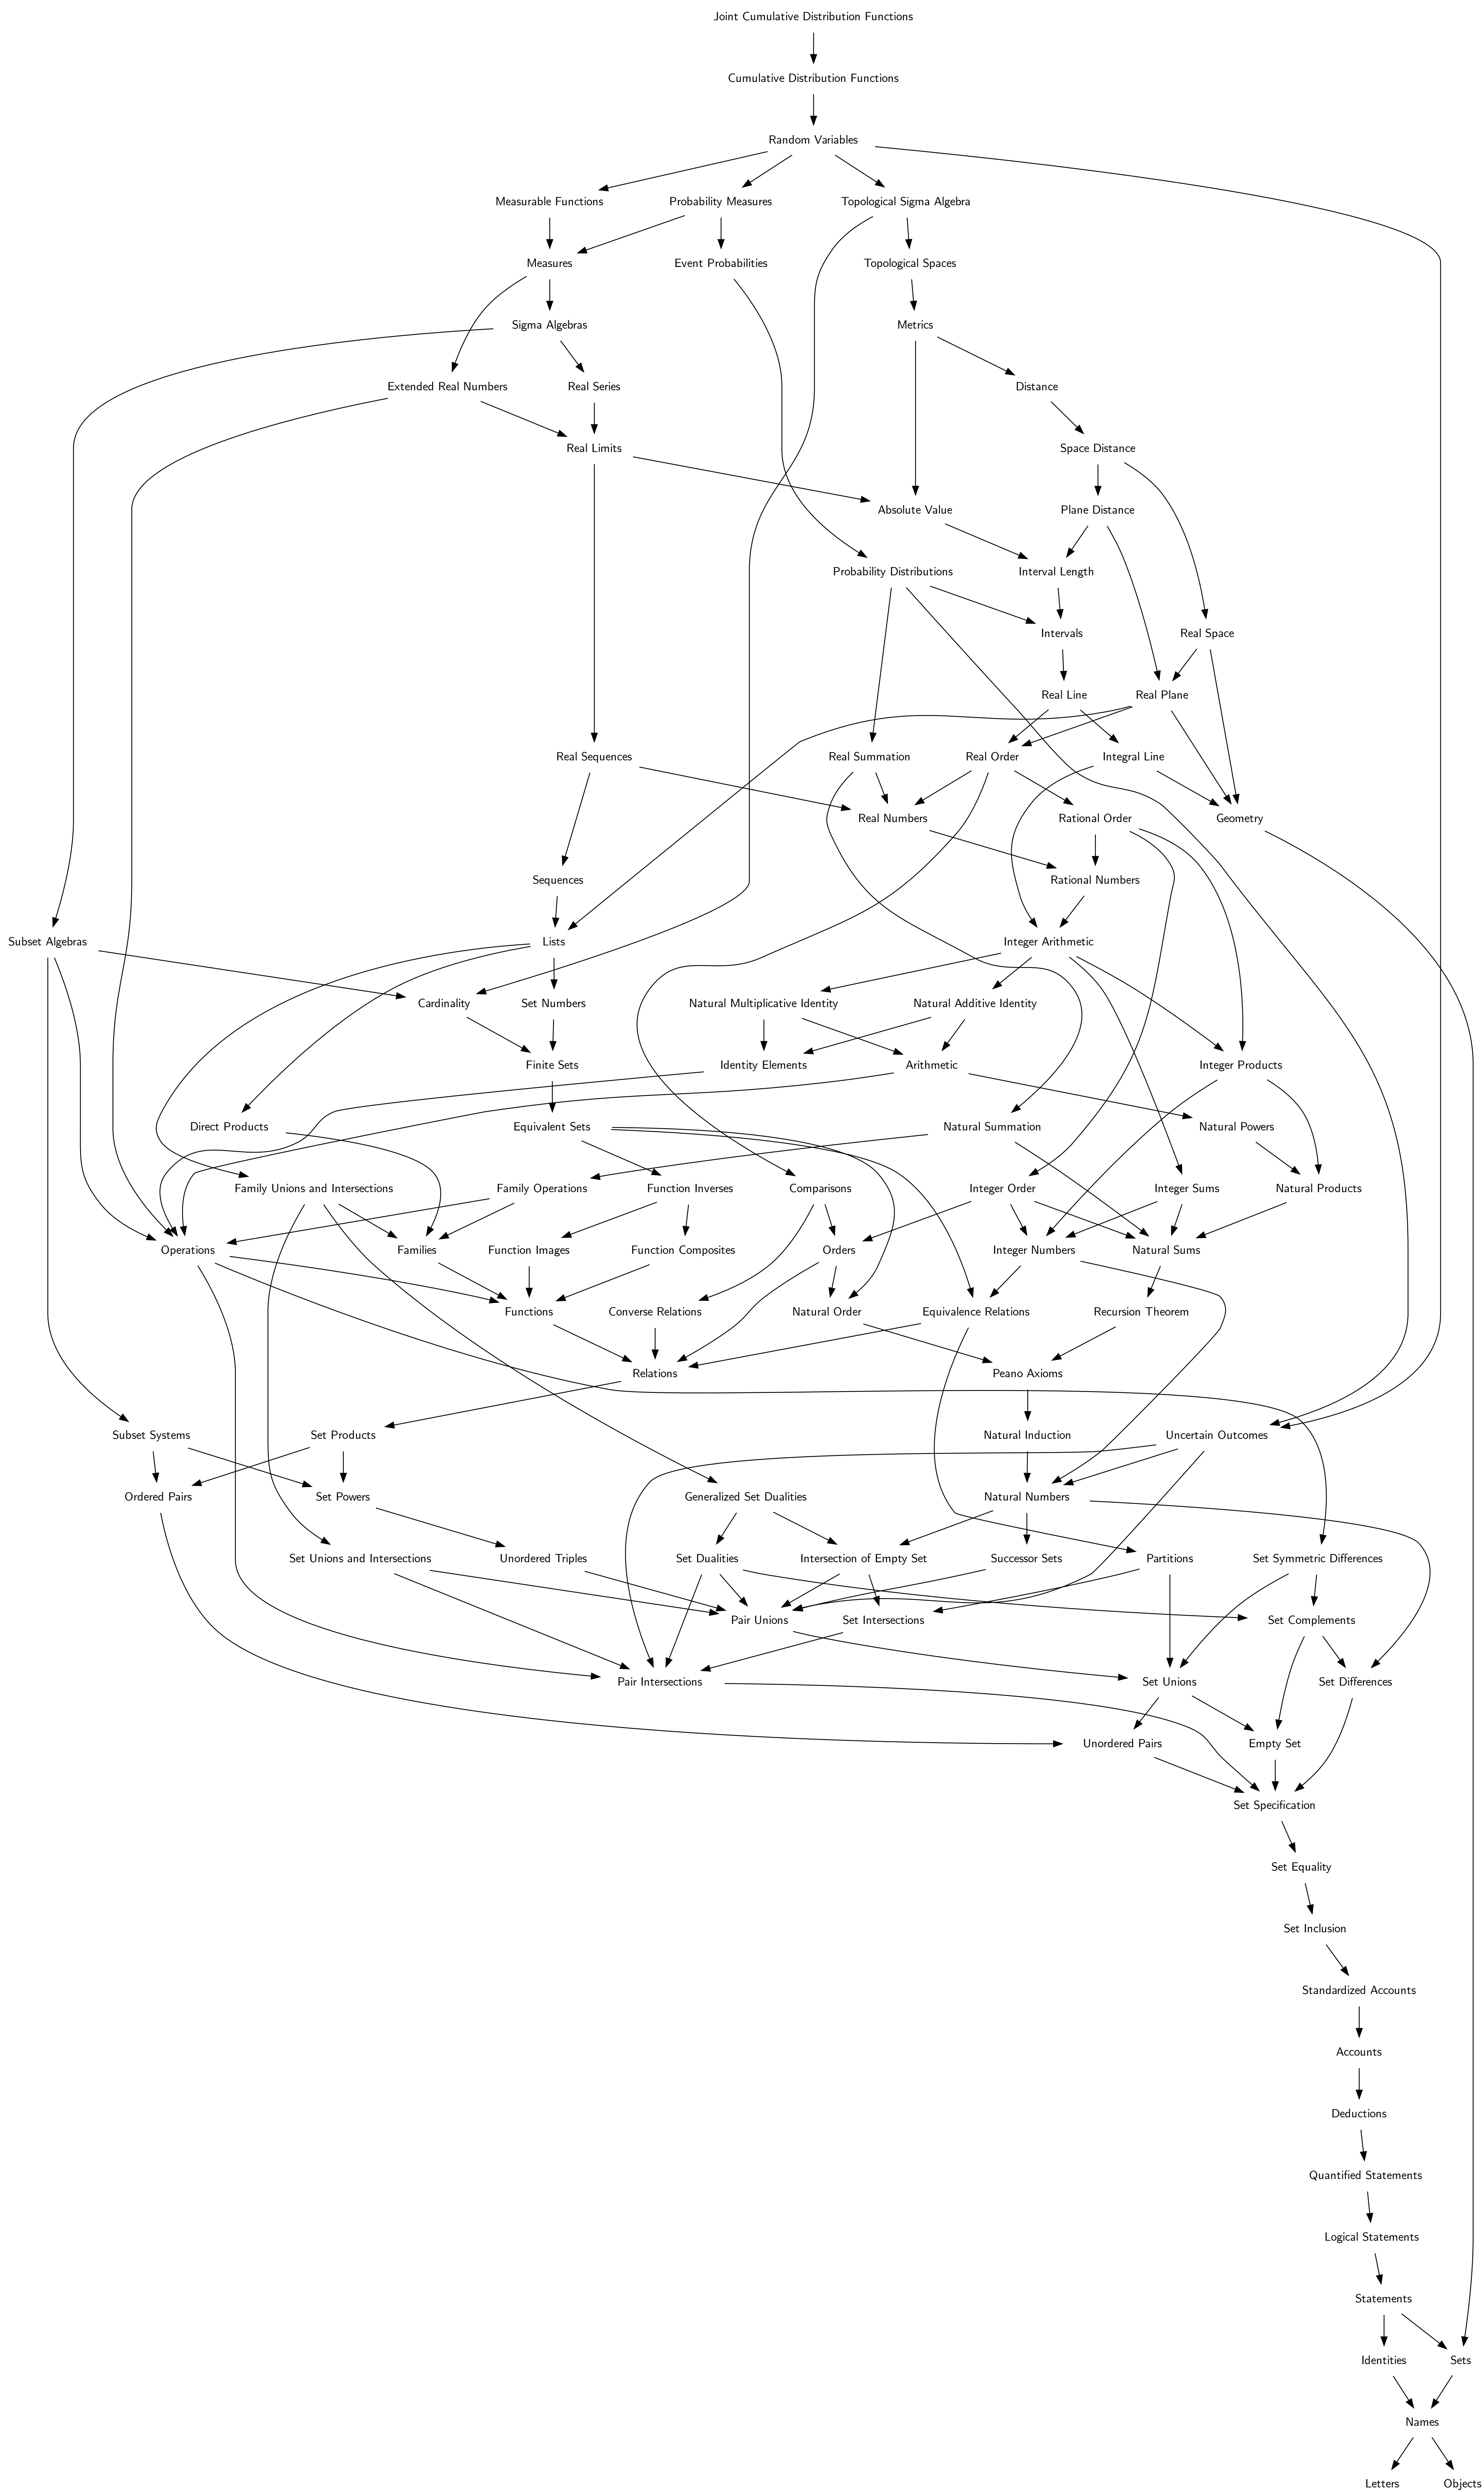 Joint Cumulative Distribution Functions
Cumulative Distribution Functions
Random Variables
Measurable Functions
Probability Measures
Topological Sigma Algebra
Measures
Event Probabilities
Topological Spaces
Sigma Algebras
Metrics
Extended Real Numbers
Real Series
Distance
Real Limits
Space Distance
Absolute Value
Plane Distance
Probability Distributions
Interval Length
Intervals
Real Space
Real Line
Real Plane
Real Sequences
Real Summation
Real Order
Integral Line
Real Numbers
Rational Order
Geometry
Sequences
Rational Numbers
Subset Algebras
Lists
Integer Arithmetic
Cardinality
Set Numbers
Natural Multiplicative Identity
Natural Additive Identity
Finite Sets
Identity Elements
Arithmetic
Integer Products
Direct Products
Equivalent Sets
Natural Summation
Natural Powers
Family Unions and Intersections
Family Operations
Function Inverses
Comparisons
Integer Order
Integer Sums
Natural Products
Operations
Families
Function Images
Function Composites
Orders
Integer Numbers
Natural Sums
Functions
Converse Relations
Natural Order
Equivalence Relations
Recursion Theorem
Relations
Peano Axioms
Subset Systems
Set Products
Natural Induction
Uncertain Outcomes
Ordered Pairs
Set Powers
Generalized Set Dualities
Natural Numbers
Set Unions and Intersections
Unordered Triples
Set Dualities
Intersection of Empty Set
Successor Sets
Partitions
Set Symmetric Differences
Pair Unions
Set Intersections
Set Complements
Pair Intersections
Set Unions
Set Differences
Unordered Pairs
Empty Set
Set Specification
Set Equality
Set Inclusion
Standardized Accounts
Accounts
Deductions
Quantified Statements
Logical Statements
Statements
Identities
Sets
Names
Letters
Objects